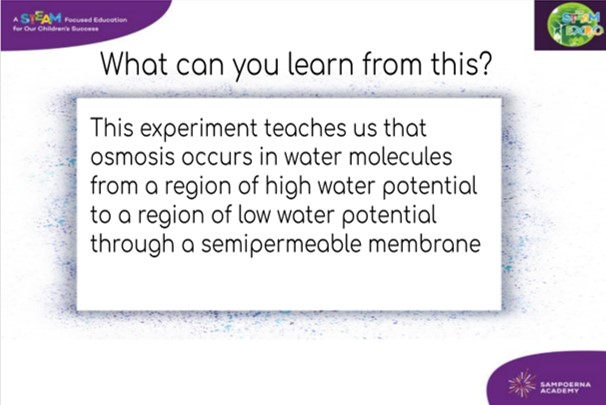 A STEAM Focused Education
for Our Children's Success
STEAM
EXPO
What can you learn from this?
This experiment teaches us that
osmosis occurs in water molecules
from a region of high water potential
to a region of low water potential
through a semipermeable membrane
SAMPOERNA
ACADEMY